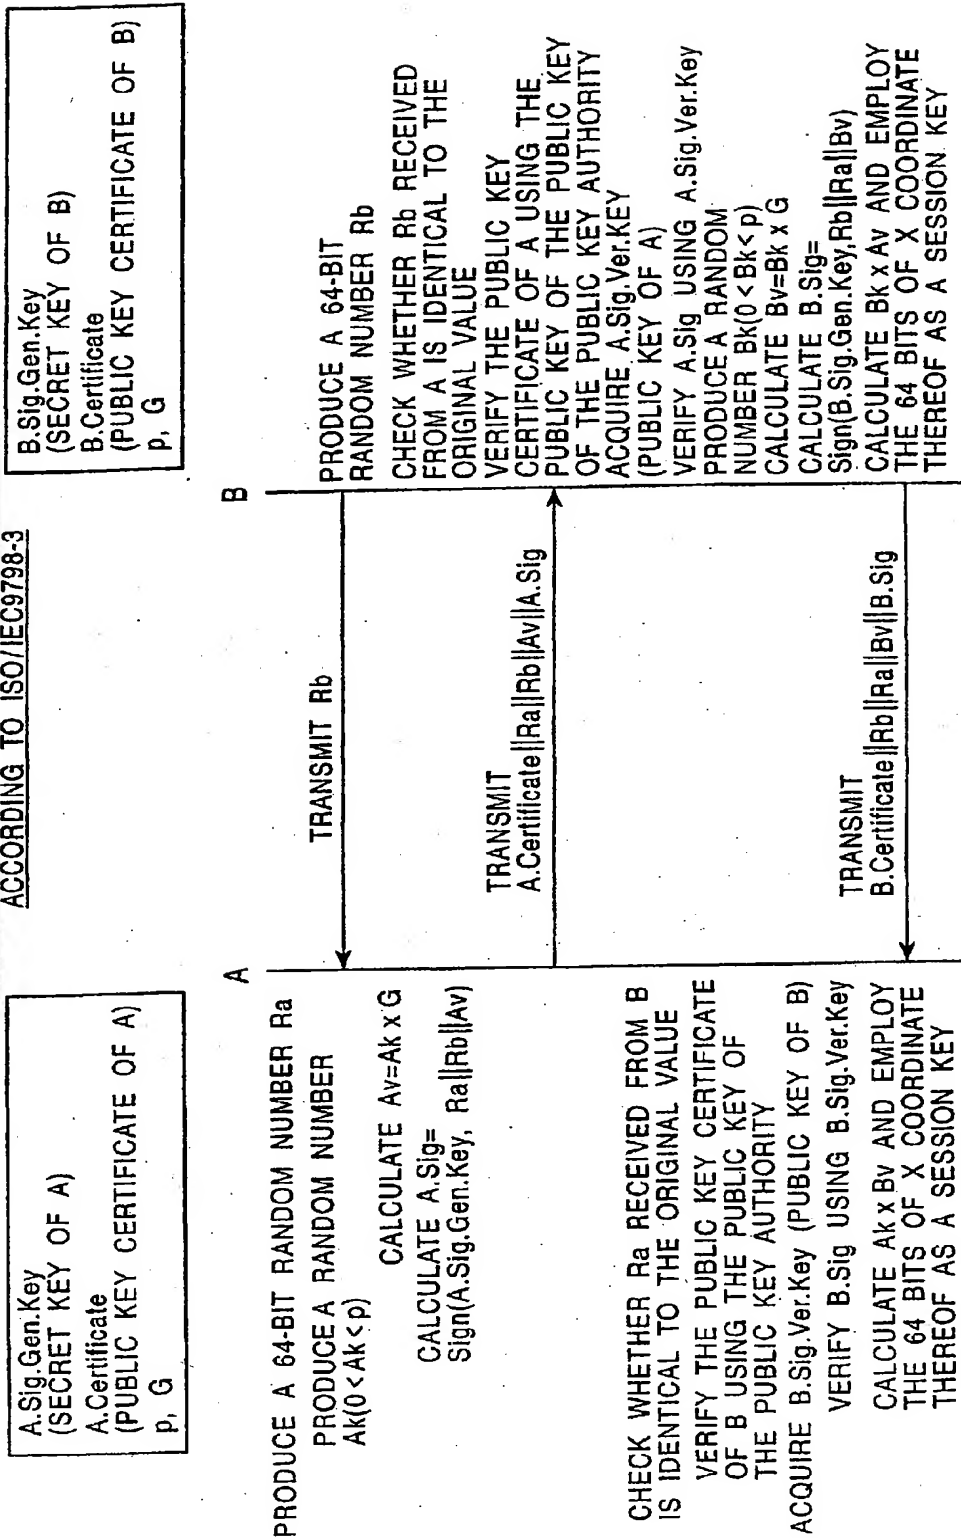 ACCORDING TO ISO/IEC9798-3
A.Sig.Gen.Key
(SECRET KEY OF A)
A.Certificate
(PUBLIC KEY CERTIFICATE OF A)
p, G
B.Sig.Gen.Key
(SECRET KEY OF B)
B.Certificate
(PUBLIC KEY CERTIFICATE OF B)
p, G
A
B
PRODUCE A 64-BIT
RANDOM NUMBER Rb
TRANSMIT Rb
PRODUCE A 64-BIT RANDOM NUMBER Ra
PRODUCE A RANDOM NUMBER
Ak(0<Ak<p)
CALCULATE Av=Ak x G
CALCULATE A.Sig=
Sign(A.Sig.Gen.Key, Ra||Rb||Av)
TRANSMIT
A.Certificate||Ra||Rb||Av||A.Sig
CHECK WHETHER Rb RECEIVED
FROM A IS IDENTICAL TO THE
ORIGINAL VALUE
VERIFY THE PUBLIC KEY
CERTIFICATE OF A USING THE
PUBLIC KEY OF THE PUBLIC KEY
OF THE PUBLIC KEY AUTHORITY
ACQUIRE A.Sig.Ver.KEY
(PUBLIC KEY OF A)
VERIFY A.Sig USING A.Sig.Ver.Key
PRODUCE A RANDOM
NUMBER Bk(0<Bk<p)
CALCULATE Bv=Bk x G
CALCULATE B.Sig=
Sign(B.Sig.Gen.Key,Rb||Ra||Bv)
CALCULATE Bk x Av AND EMPLOY
THE 64 BITS OF X COORDINATE
THEREOF AS A SESSION KEY
TRANSMIT
B.Certificate||Rb||Ra||Bv||B.Sig
CHECK WHETHER Ra RECEIVED FROM B
IS IDENTICAL TO THE ORIGINAL VALUE
VERIFY THE PUBLIC KEY CERTIFICATE
OF B USING THE PUBLIC KEY OF
THE PUBLIC KEY AUTHORITY
ACQUIRE B.Sig.Ver.Key (PUBLIC KEY OF B)
VERIFY B.Sig USING B.Sig.Ver.Key
CALCULATE Ak x Bv AND EMPLOY
THE 64 BITS OF X COORDINATE
THEREOF AS A SESSION KEY